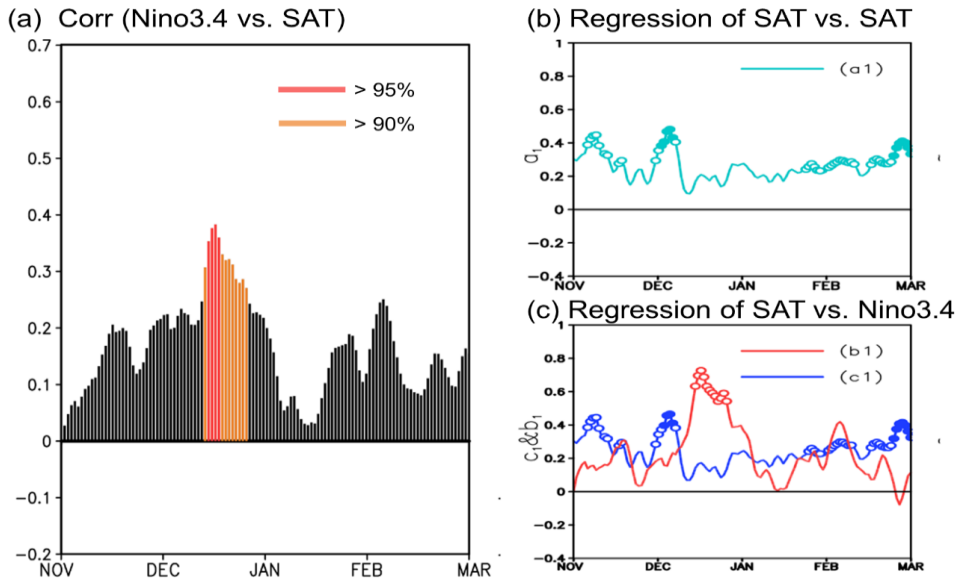 (a) Corr (Nino3.4 vs. SAT)
0.7
0.6
0.5
0.4
0.3
0.2
0.1
0
−0.1
−0.2
> 95%
> 90%
NOV DEC JAN FEB MAR
(b) Regression of SAT vs. SAT
a₁
1
0.8
0.6
0.4
0.2
0
−0.2
−0.4
(a1)
NOV DEC JAN FEB MAR
(c) Regression of SAT vs. Nino3.4
c₁&b₁
1
0.8
0.6
0.4
0.2
0
−0.2
−0.4
(b1)
(c1)
NOV DEC JAN FEB MAR